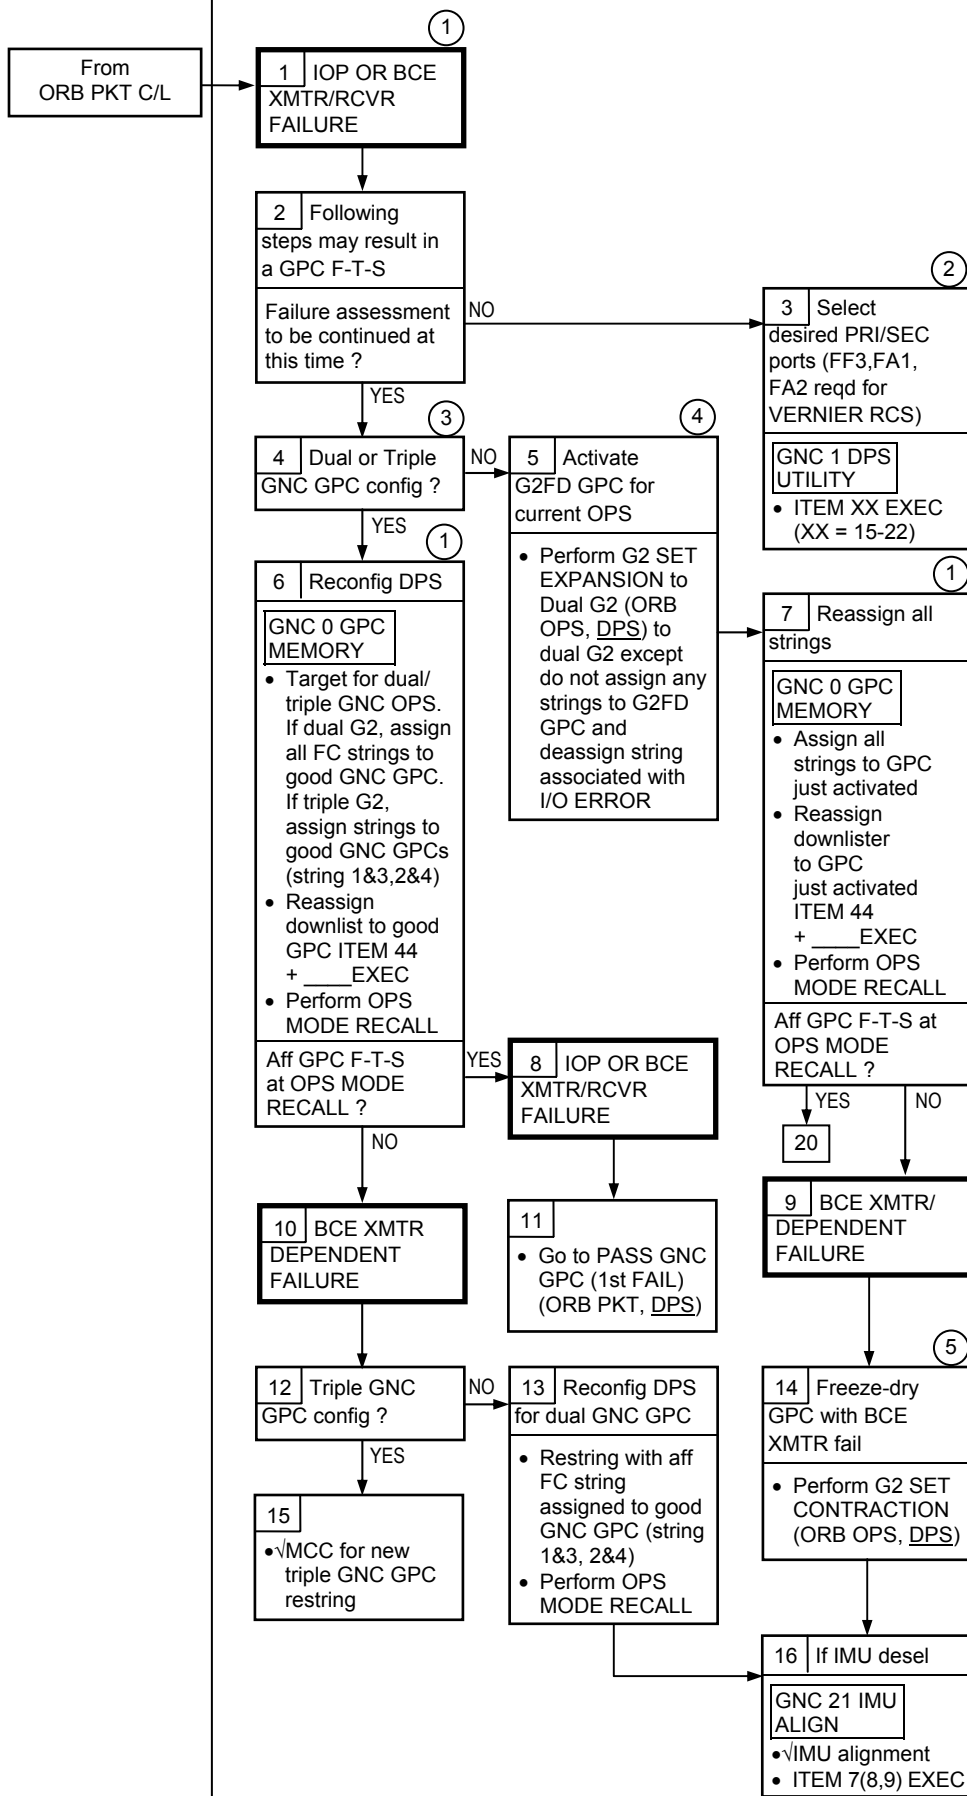 From
ORB PKT C/L
1
1 IOP OR BCE
XMTR/RCVR
FAILURE
2 Following
steps may result in
a GPC F-T-S
Failure assessment
to be continued at
this time ?
NO
YES
2
3 Select
desired PRI/SEC
ports (FF3,FA1,
FA2 reqd for
VERNIER RCS)
GNC 1 DPS
UTILITY
• ITEM XX EXEC
(XX = 15-22)
3
4 Dual or Triple
GNC GPC config ?
NO
YES
4
5 Activate
G2FD GPC for
current OPS
• Perform G2 SET
EXPANSION to
Dual G2 (ORB
OPS, DPS) to
dual G2 except
do not assign any
strings to G2FD
GPC and
deassign string
associated with
I/O ERROR
1
6 Reconfig DPS
GNC 0 GPC
MEMORY
• Target for dual/
triple GNC OPS.
If dual G2, assign
all FC strings to
good GNC GPC.
If triple G2,
assign strings to
good GNC GPCs
(string 1&3,2&4)
• Reassign
downlist to good
GPC ITEM 44
+ ____EXEC
• Perform OPS
MODE RECALL
Aff GPC F-T-S
at OPS MODE
RECALL ?
YES
NO
1
7 Reassign all
strings
GNC 0 GPC
MEMORY
• Assign all
strings to GPC
just activated
• Reassign
downlister
to GPC
just activated
ITEM 44
+ ____EXEC
• Perform OPS
MODE RECALL
Aff GPC F-T-S at
OPS MODE
RECALL ?
YES
NO
20
8 IOP OR BCE
XMTR/RCVR
FAILURE
9 BCE XMTR/
DEPENDENT
FAILURE
10 BCE XMTR
DEPENDENT
FAILURE
11
• Go to PASS GNC
GPC (1st FAIL)
(ORB PKT, DPS)
12 Triple GNC
GPC config ?
NO
YES
13 Reconfig DPS
for dual GNC GPC
• Restring with aff
FC string
assigned to good
GNC GPC (string
1&3, 2&4)
• Perform OPS
MODE RECALL
5
14 Freeze-dry
GPC with BCE
XMTR fail
• Perform G2 SET
CONTRACTION
(ORB OPS, DPS)
15
•√MCC for new
triple GNC GPC
restring
16 If IMU desel
GNC 21 IMU
ALIGN
•√IMU alignment
• ITEM 7(8,9) EXEC